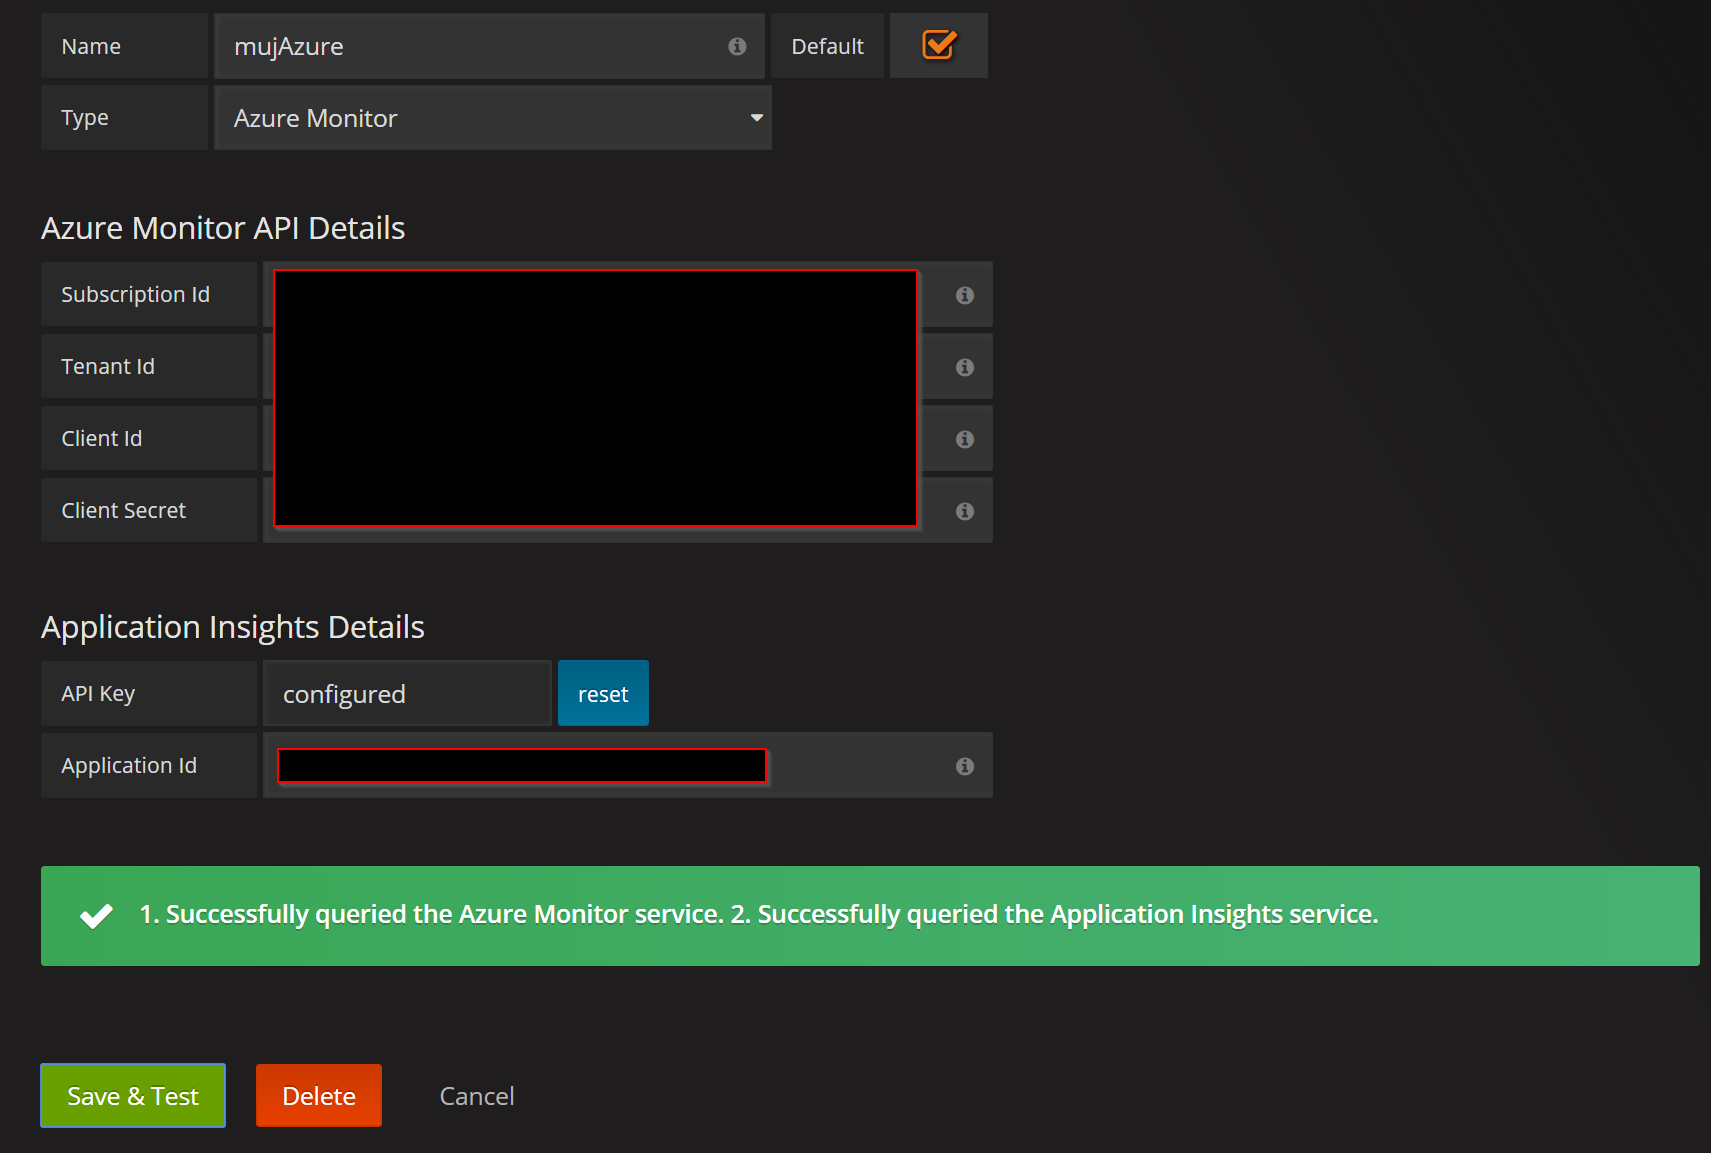 Name mujAzure Default
Type Azure Monitor
Azure Monitor API Details
Subscription Id
Tenant Id
Client Id
Client Secret
Application Insights Details
API Key configured reset
Application Id
1. Successfully queried the Azure Monitor service. 2. Successfully queried the Application Insights service.
Save & Test Delete Cancel